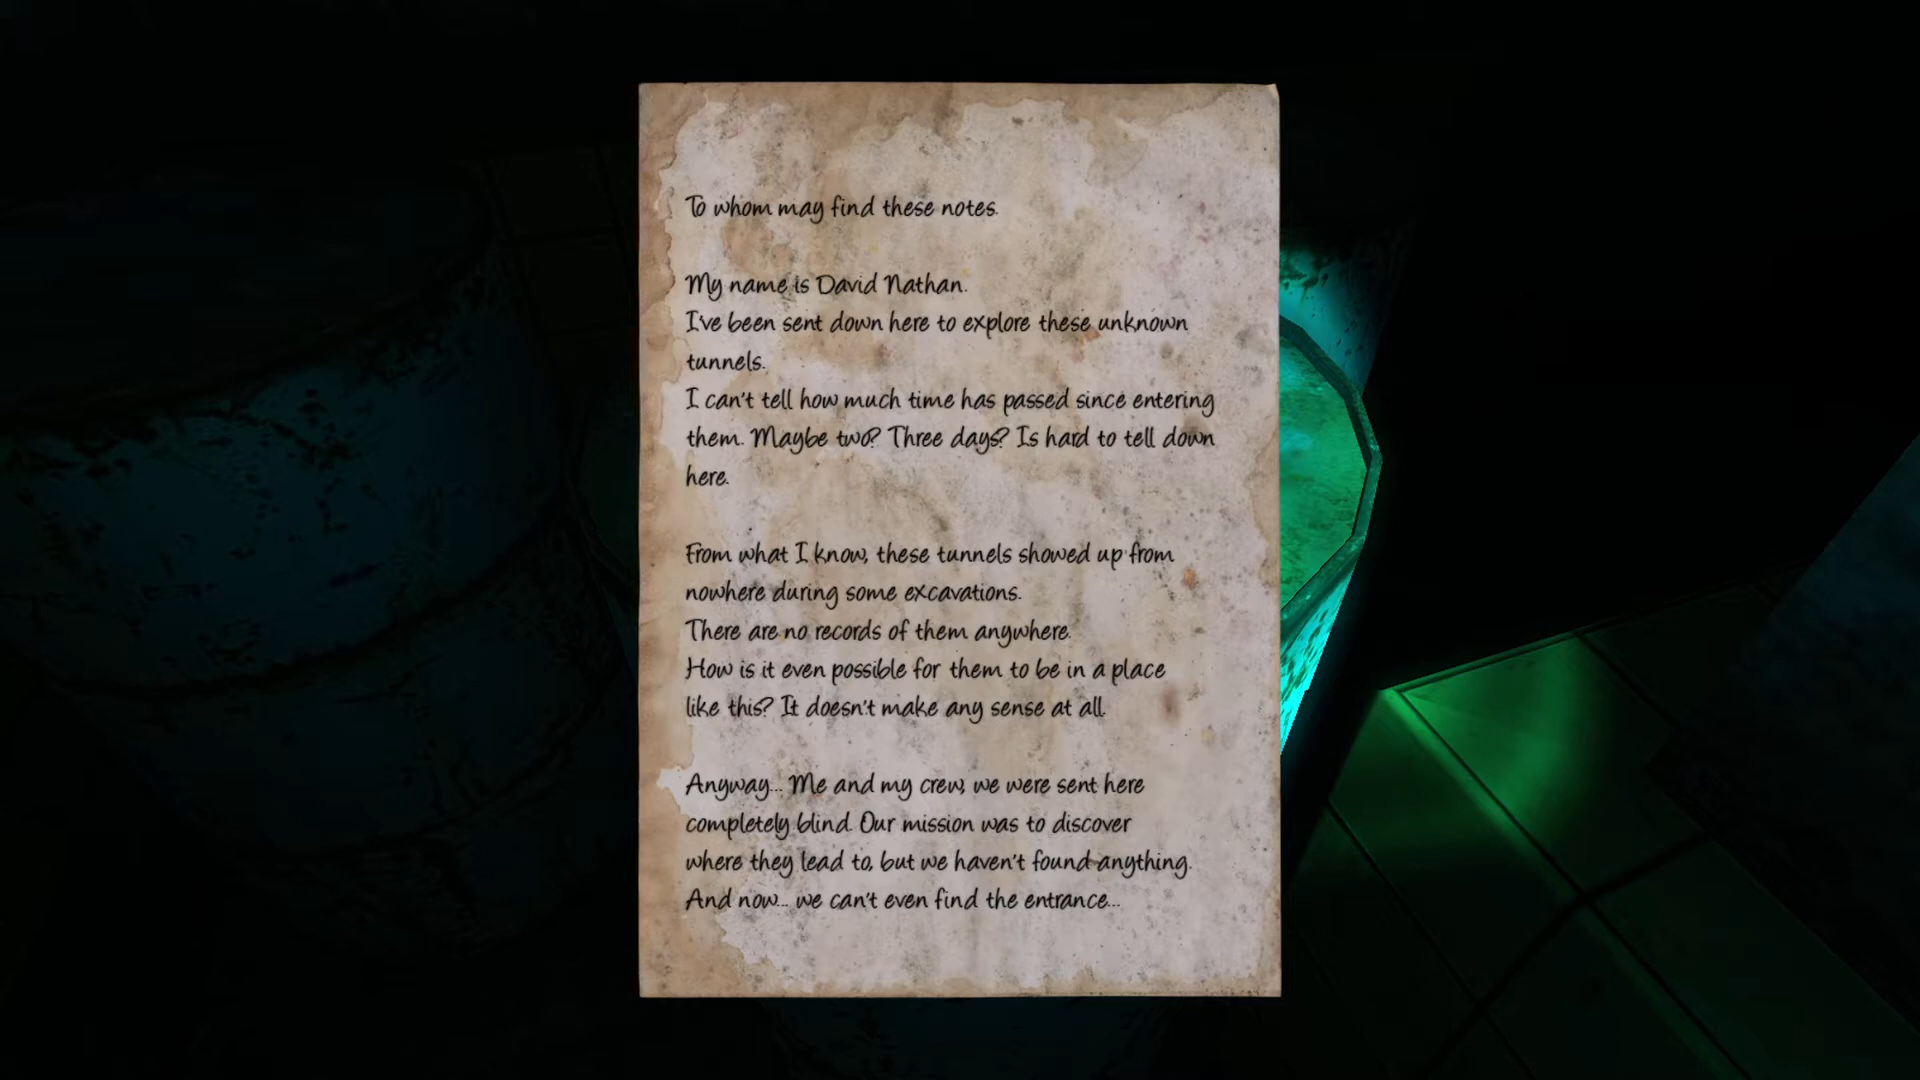 To whom may find these notes.
My name is David Nathan.
I've been sent down here to explore these unknown
tunnels.
I can't tell how much time has passed since entering
them. Maybe two? Three days? Is hard to tell down
here.
From what I know, these tunnels showed up from
nowhere during some excavations.
There are no records of them anywhere.
How is it even possible for them to be in a place
like this? It doesn't make any sense at all.
Anyway... Me and my crew, we were sent here
completely blind. Our mission was to discover
where they lead to, but we haven't found anything.
And now... we can't even find the entrance...